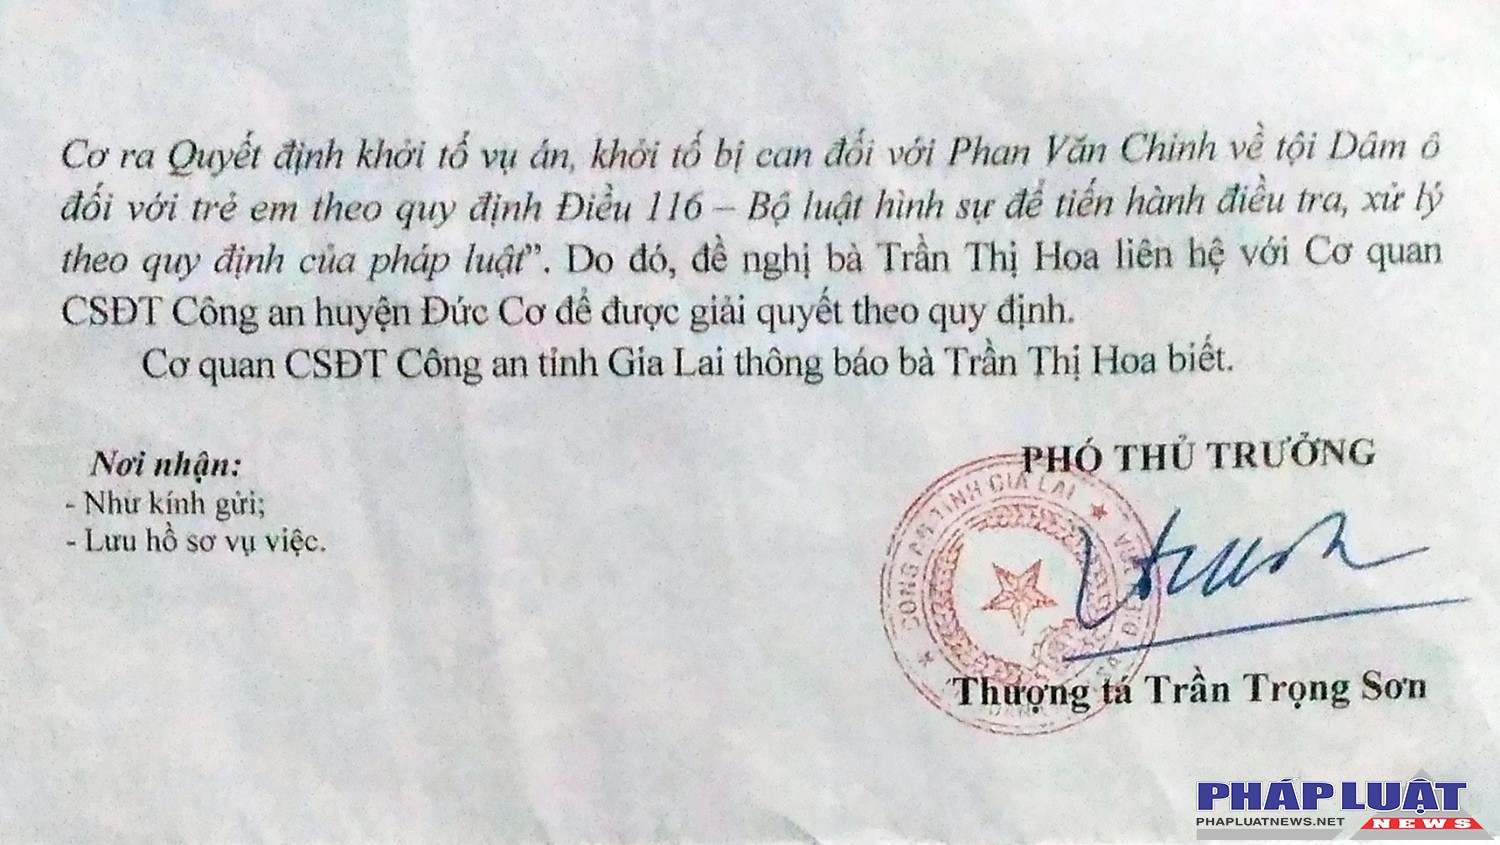 Cơ ra Quyết định khởi tố vụ án, khởi tố bị can đối với Phan Văn Chinh về tội Dâm ô
đối với trẻ em theo quy định Điều 116 – Bộ luật hình sự để tiến hành điều tra, xử lý
theo quy định của pháp luật”. Do đó, đề nghị bà Trần Thị Hoa liên hệ với Cơ quan
CSĐT Công an huyện Đức Cơ để được giải quyết theo quy định.
Cơ quan CSĐT Công an tỉnh Gia Lai thông báo bà Trần Thị Hoa biết.
Nơi nhận:
- Như kính gửi;
- Lưu hồ sơ vụ việc.
PHÓ THỦ TRƯỞNG
CÔNG AN TỈNH GIA LAI
Thượng tá Trần Trọng Sơn
PHÁP LUẬT
PHAPLUATNEWS.NET
NEWS